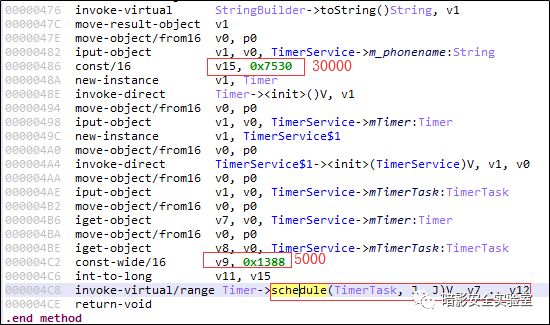 00000476 invoke-virtual StringBuilder->toString()String, v1
0000047C move-result-object v1
0000047E move-object/from16 v0, p0
00000482 iput-object v1, v0, TimerService->m_phonename:String
00000486 const/16 v15, 0x7530 30000
0000048A new-instance v1, Timer
0000048E invoke-direct Timer-><init>()V, v1
00000494 move-object/from16 v0, p0
00000498 iput-object v1, v0, TimerService->mTimer:Timer
0000049C new-instance v1, TimerService$1
000004A0 move-object/from16 v0, p0
000004A4 invoke-direct TimerService$1-><init>(TimerService)V, v1, v0
000004AA move-object/from16 v0, p0
000004AE iput-object v1, v0, TimerService->mTimerTask:TimerTask
000004B2 move-object/from16 v0, p0
000004B6 iget-object v7, v0, TimerService->mTimer:Timer
000004BA move-object/from16 v0, p0
000004BE iget-object v8, v0, TimerService->mTimerTask:TimerTask
000004C2 const-wide/16 v9, 0x1388 5000
000004C6 int-to-long v11, v15
000004C8 invoke-virtual/range Timer->schedule(TimerTask, J, J)V, v7 .. v12
000004CE return-void
.end method
暗影安全实验室